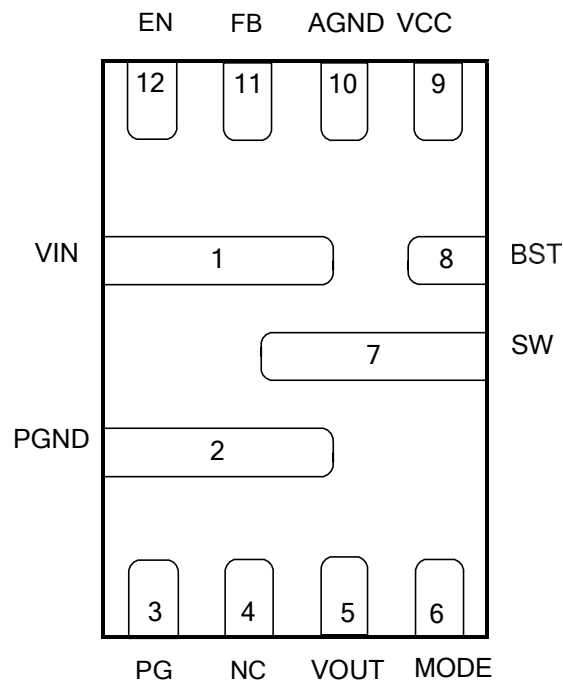 EN FB AGND VCC
12 11 10 9
VIN 1 8 BST
7 SW
PGND 2
3 4 5 6
PG NC VOUT MODE